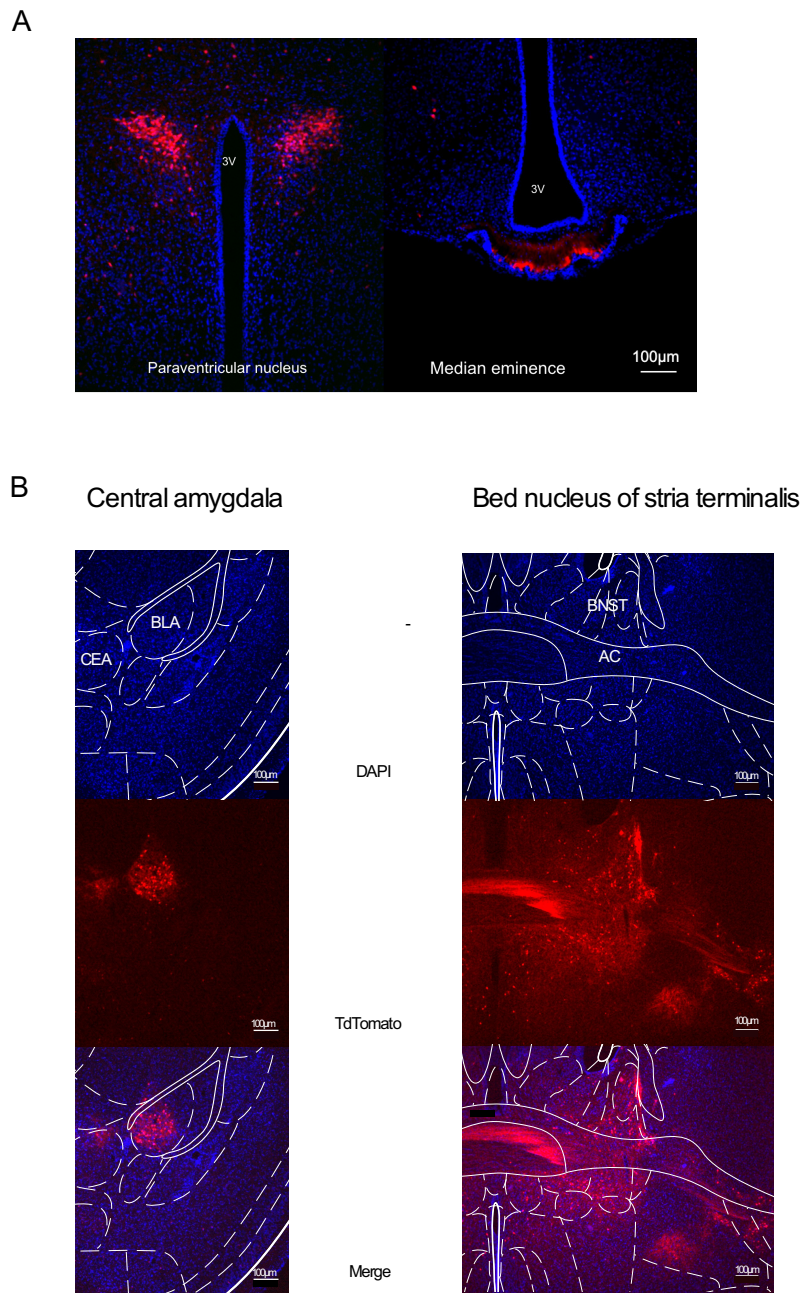 A
3V
3V
Paraventricular nucleus
Median eminence
100µm
B
Central amygdala
Bed nucleus of stria terminalis
BLA
CEA
BNST
AC
-
DAPI
100µm
100µm
TdTomato
100µm
100µm
Merge
100µm
100µm